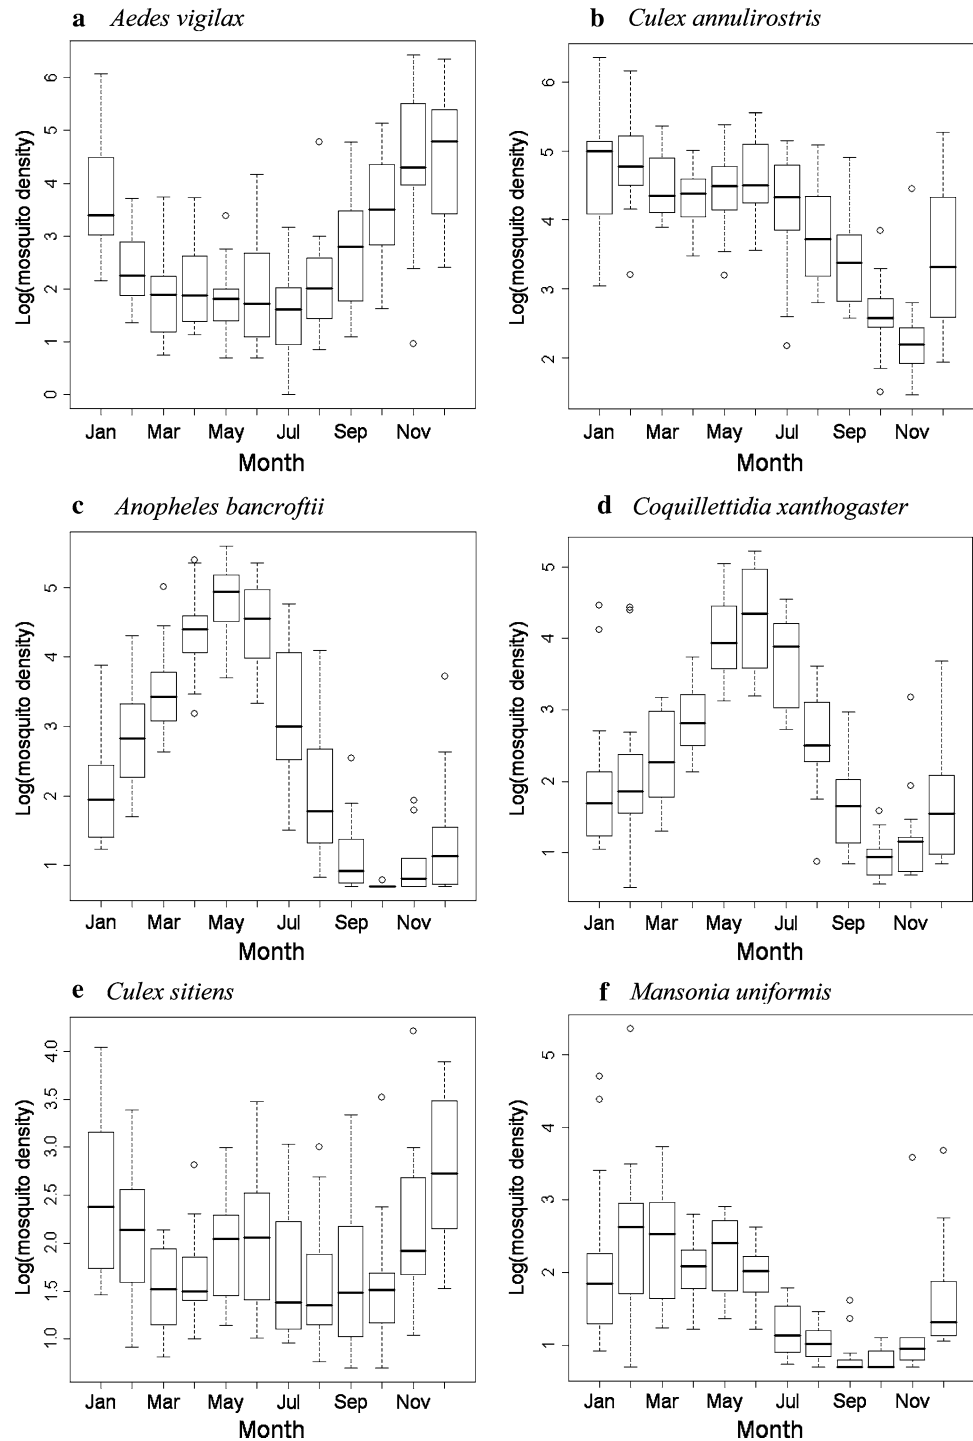 a Aedes vigilax
Log(mosquito density)
6
5
4
3
2
1
0
Jan Mar May Jul Sep Nov
Month
b Culex annulirostris
Log(mosquito density)
6
5
4
3
2
Jan Mar May Jul Sep Nov
Month
c Anopheles bancroftii
Log(mosquito density)
5
4
3
2
1
Jan Mar May Jul Sep Nov
Month
d Coquillettidia xanthogaster
Log(mosquito density)
5
4
3
2
1
Jan Mar May Jul Sep Nov
Month
e Culex sitiens
Log(mosquito density)
4.0
3.5
3.0
2.5
2.0
1.5
1.0
Jan Mar May Jul Sep Nov
Month
f Mansonia uniformis
Log(mosquito density)
5
4
3
2
1
Jan Mar May Jul Sep Nov
Month